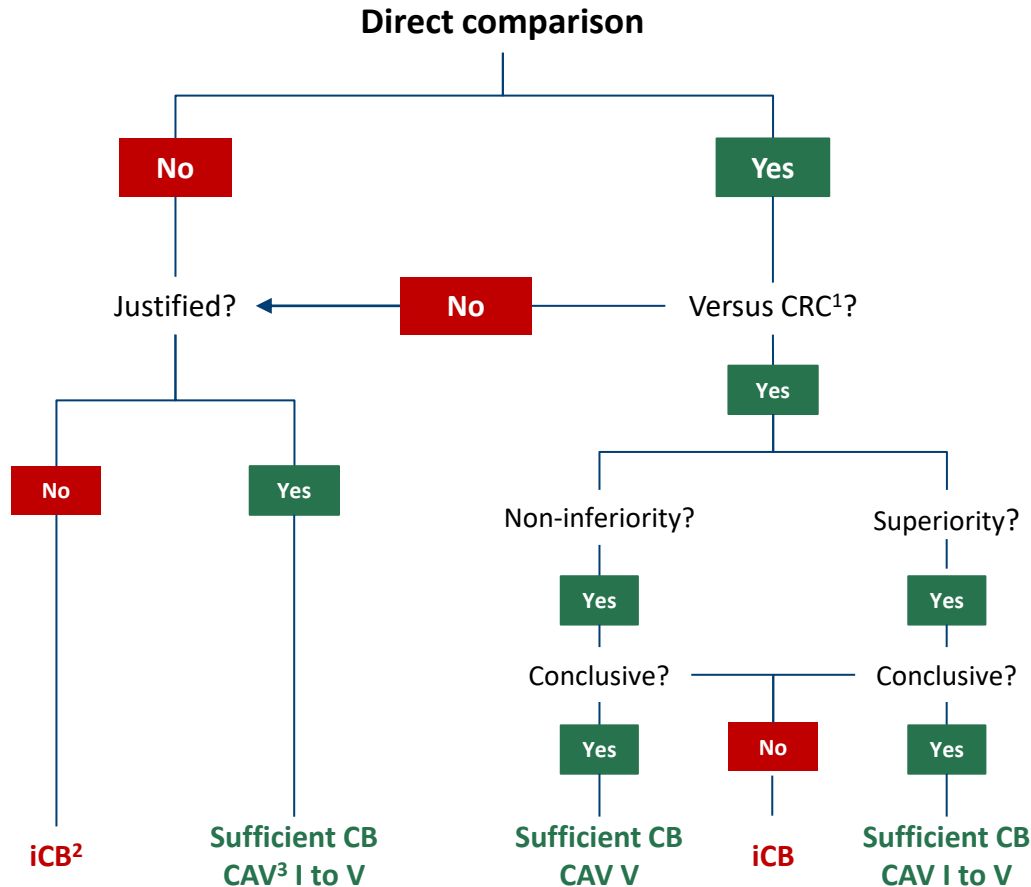 Direct comparison
No
Yes
Justified?
No
Versus CRC¹?
Yes
No
Yes
Non-inferiority?
Superiority?
Yes
Yes
Conclusive?
Conclusive?
Yes
No
Yes
iCB²
Sufficient CB
CAV³ I to V
Sufficient CB
CAV V
iCB
Sufficient CB
CAV I to V